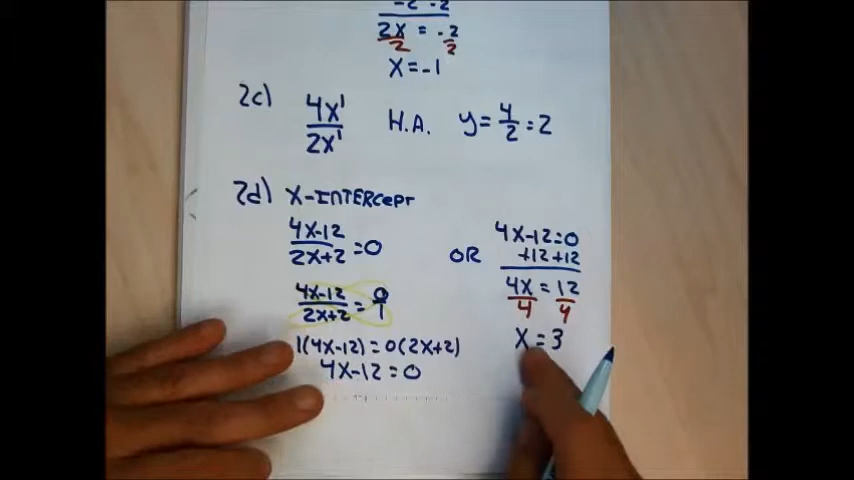 -2 -2
2x = -2
2 2
x = -1
2c) 4x¹ H.A. y = 4/2 = 2
2x¹
2d) X-INTERCEPT
4x-12
2x+2 = 0
4x-12 = 0
2x+2 1
1(4x-12) = 0(2x+2)
4x-12 = 0
OR
4x-12=0
+12 +12
4x = 12
4 4
x = 3